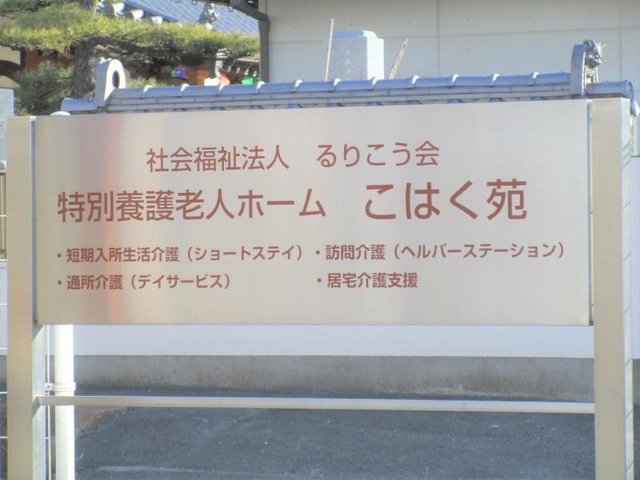 社会福祉法人　るりこう会
特別養護老人ホーム　こはく苑
・短期入所生活介護（ショートステイ）・訪問介護（ヘルパーステーション）
・通所介護（デイサービス）　・居宅介護支援